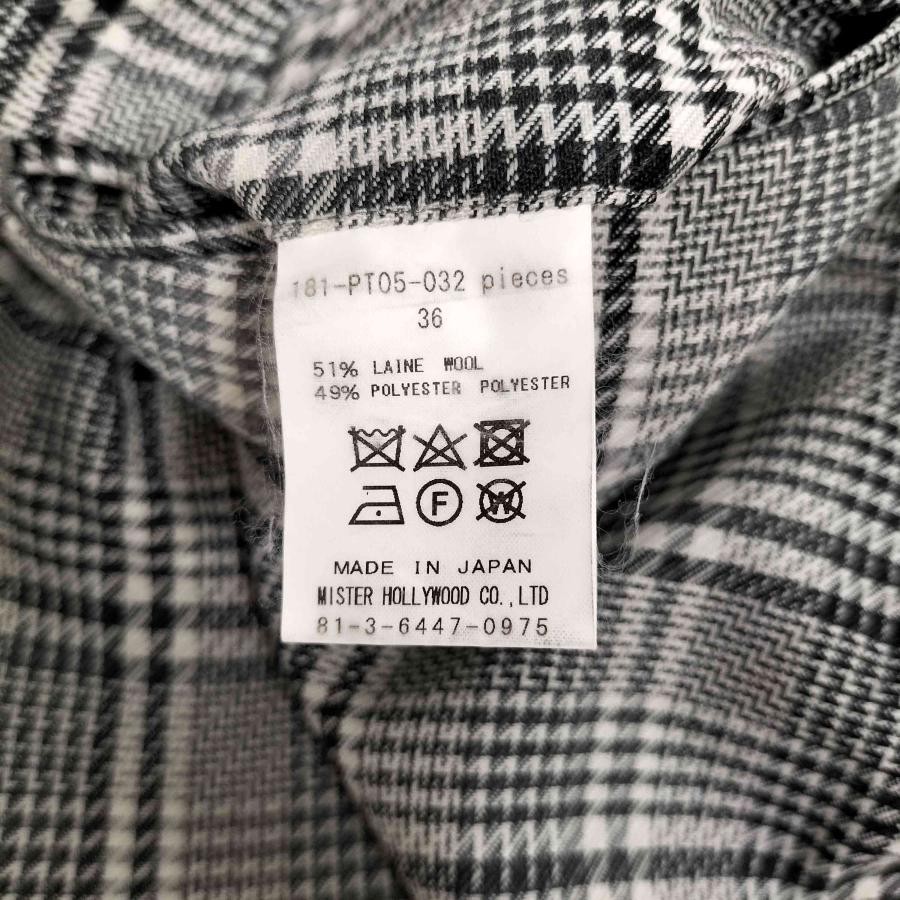 181-PT05-032 pieces
36
51% LAINE WOOL
49% POLYESTER POLYESTER
F
W
MADE IN JAPAN
MISTER HOLLYWOOD CO.,LTD
81-3-6447-0975